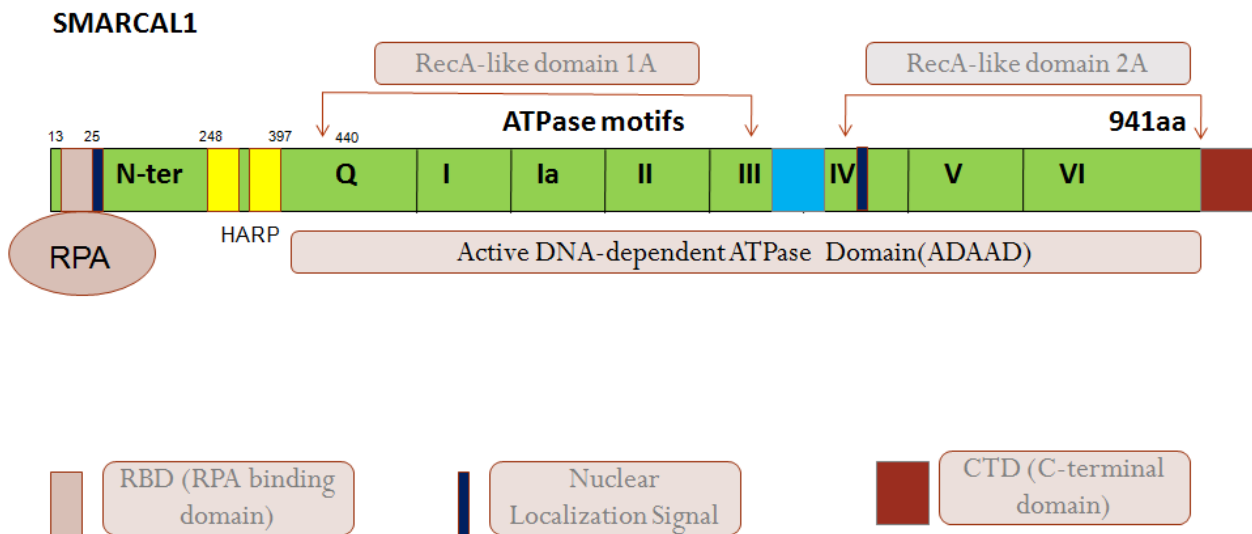 SMARCAL1
RecA-like domain 1A
RecA-like domain 2A
ATPase motifs
941aa
13 25 248 397 440
N-ter Q I Ia II III IV V VI
HARP
RPA
Active DNA-dependent ATPase Domain(ADAAD)
RBD (RPA binding
domain)
Nuclear
Localization Signal
CTD (C-terminal
domain)